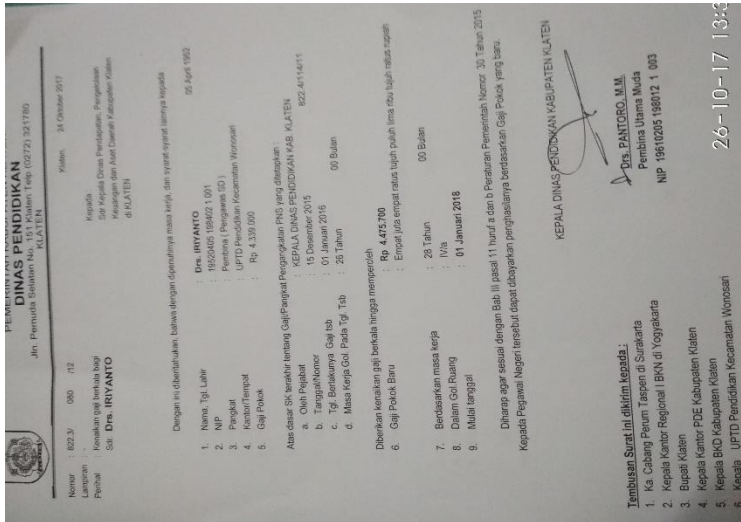 DINAS PENDIDIKAN
Jln. Pemuda Selatan No. 151 Klaten Telp (0272) 321780
KLATEN
Klaten, 24 Oktober 2017
Nomor : 822.3/ 080 /12
Lampiran : -
Perihal : Kenaikan gaji berkala bagi
Sdr. Drs. IRIYANTO
Kepada
Sdr Kepala Dinas Pendapatan, Pengelolaan
Keuangan dan Aset Daerah Kabupaten Klaten
di KLATEN
Dengan ini diberitahukan, bahwa dengan dipenuhinya masa kerja, dan syarat-syarat lainnya kepada
1. Nama, Tgl. Lahir : Drs. IRIYANTO 05 April 1952
2. NIP : 19520405 198402 1 001
3. Pangkat : Pembina ( Pengawas SD )
4. Kantor/Tempat : UPTD Pendidikan Kecamatan Wonosari
5. Gaji Pokok : Rp 4.339.000
Atas dasar SK terakhir tentang Gaji/Pangkat Pengangkatan PNS yang ditetapkan :
a. Oleh Pejabat : KEPALA DINAS PENDIDIKAN KAB. KLATEN
b. Tanggal/Nomor : 15 Desember 2015 822.4/114/11
c. Tgl. Berlakunya Gaji tsb : 01 Januari 2016
d. Masa Kerja Gol. Pada Tgl. Tsb : 26 Tahun 00 Bulan
Diberikan kenaikan gaji berkala hingga memperoleh
6. Gaji Pokok Baru : Rp 4.475.700
: Empat juta empat ratus tujuh puluh lima ribu tujuh ratus rupiah
7. Berdasarkan masa kerja : 28 Tahun 00 Bulan
8. Dalam Gol.Ruang : IV/a
9. Mulai tanggal : 01 Januari 2018
Diharap agar sesuai dengan Bab III pasal 11 huruf a dan b Peraturan Pemerintah Nomor 30 Tahun 2015
Kepada Pegawai Negeri tersebut dapat dibayarkan penghasilanya berdasarkan Gaji Pokok yang baru.
KEPALA DINAS PENDIDIKAN KABUPATEN KLATEN
Drs. PANTORO, M.M.
Pembina Utama Muda
NIP 19610205 198012 1 003
Tembusan Surat ini dikirim kepada :
1. Ka. Cabang Perum Taspen di Surakarta
2. Kepala Kantor Regional I BKN di Yogyakarta
3. Bupati Klaten
4. Kepala Kantor PDE Kabupaten Klaten
5. Kepala BKD Kabupaten Klaten
6. Kepala UPTD Pendidikan Kecamatan Wonosari
26-10-17